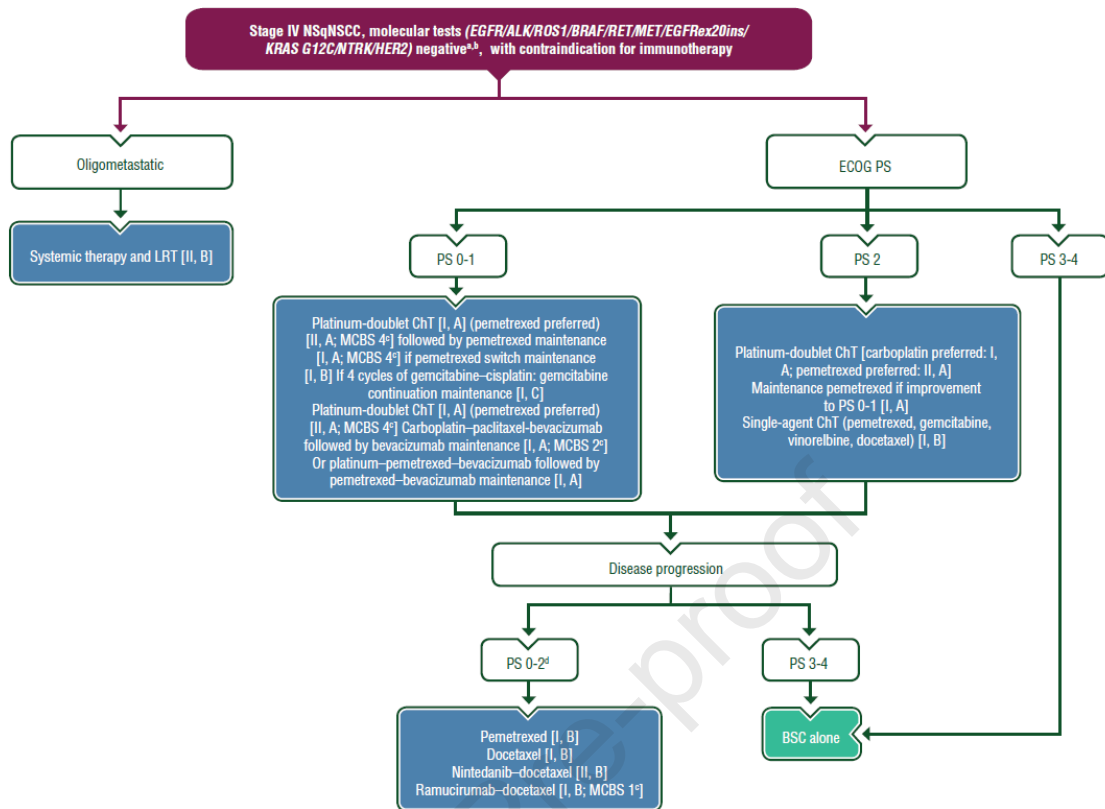 Stage IV NSqNSCC, molecular tests (EGFR/ALK/ROS1/BRAF/RET/MET/EGFRex20ins/
KRAS G12C/NTRK/HER2) negativeᵃ,ᵇ, with contraindication for immunotherapy
Oligometastatic
ECOG PS
Systemic therapy and LRT [II, B]
PS 0-1
PS 2
PS 3-4
Platinum-doublet ChT [I, A] (pemetrexed preferred)
[II, A; MCBS 4ᶜ] followed by pemetrexed maintenance
[I, A; MCBS 4ᶜ] if pemetrexed switch maintenance
[I, B] If 4 cycles of gemcitabine–cisplatin: gemcitabine
continuation maintenance [I, C]
Platinum-doublet ChT [I, A] (pemetrexed preferred)
[II, A; MCBS 4ᶜ] Carboplatin–paclitaxel-bevacizumab
followed by bevacizumab maintenance [I, A; MCBS 2ᶜ]
Or platinum–pemetrexed–bevacizumab followed by
pemetrexed–bevacizumab maintenance [I, A]
Platinum-doublet ChT [carboplatin preferred: I,
A; pemetrexed preferred: II, A]
Maintenance pemetrexed if improvement
to PS 0-1 [I, A]
Single-agent ChT (pemetrexed, gemcitabine,
vinorelbine, docetaxel) [I, B]
Disease progression
PS 0-2ᵈ
PS 3-4
Pemetrexed [I, B]
Docetaxel [I, B]
Nintedanib–docetaxel [II, B]
Ramucirumab–docetaxel [I, B; MCBS 1ᶜ]
BSC alone
re-proof